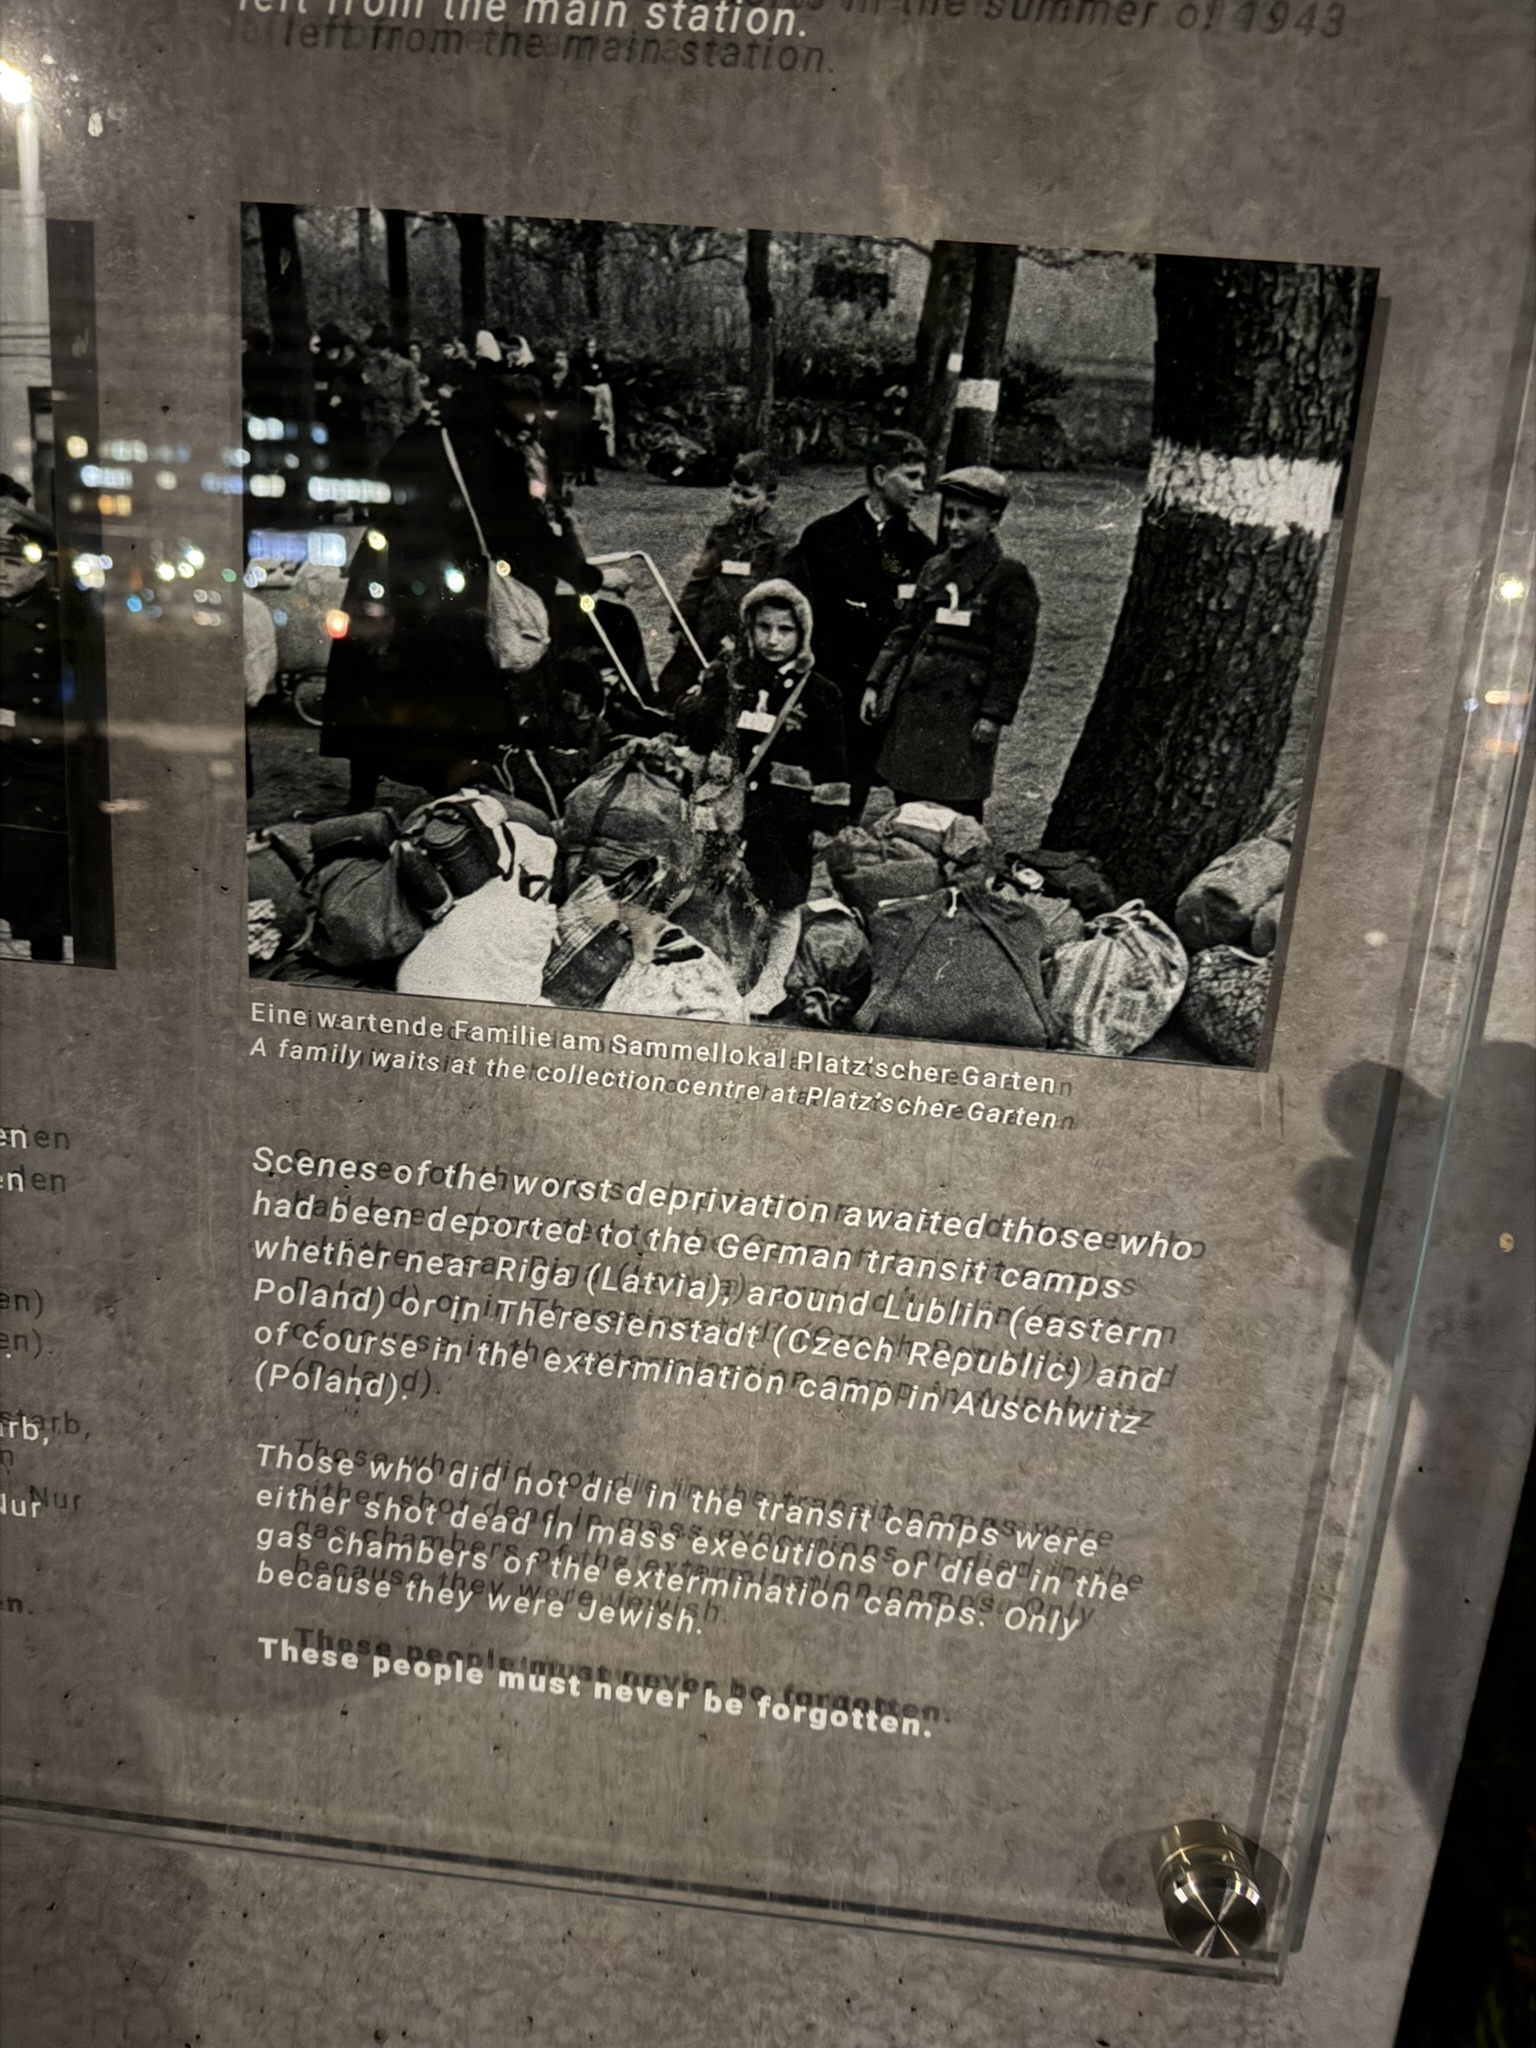 in the summer of 1943
left from the main station.
Eine wartende Familie am Sammellokal Platz'scher Garten
A family waits at the collection centre at Platz'scher Garten
Scenes of the worst deprivation awaited those who
had been deported to the German transit camps
whether near Riga (Latvia), around Lublin (eastern
Poland) or in Theresienstadt (Czech Republic) and
of course in the extermination camp in Auschwitz
(Poland).
Those who did not die in the transit camps were
either shot dead in mass executions or died in the
gas chambers of the extermination camps. Only
because they were Jewish.
These people must never be forgotten.